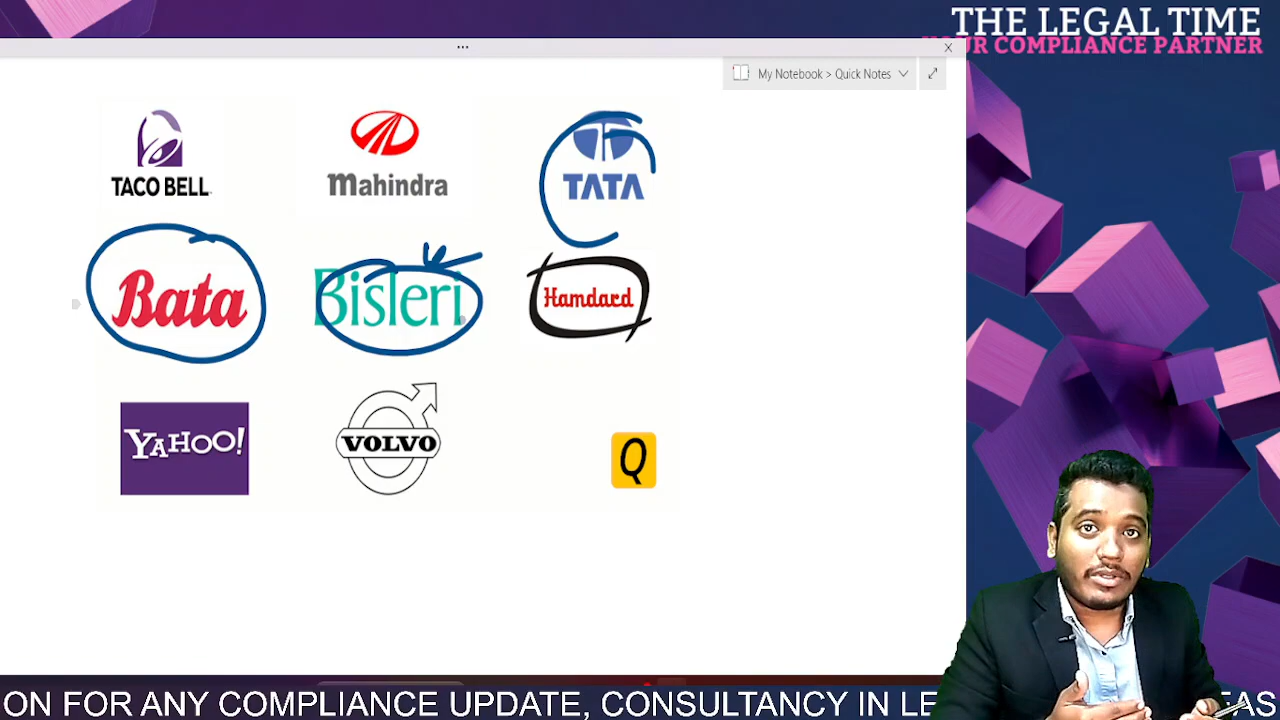 THE LEGAL TIME
YOUR COMPLIANCE PARTNER
My Notebook > Quick Notes
TACO BELL
Mahindra
TATA
Bata
Bisleri
Hamdard
YAHOO!
VOLVO
Q
ON FOR ANY COMPLIANCE UPDATE, CONSULTANCY IN